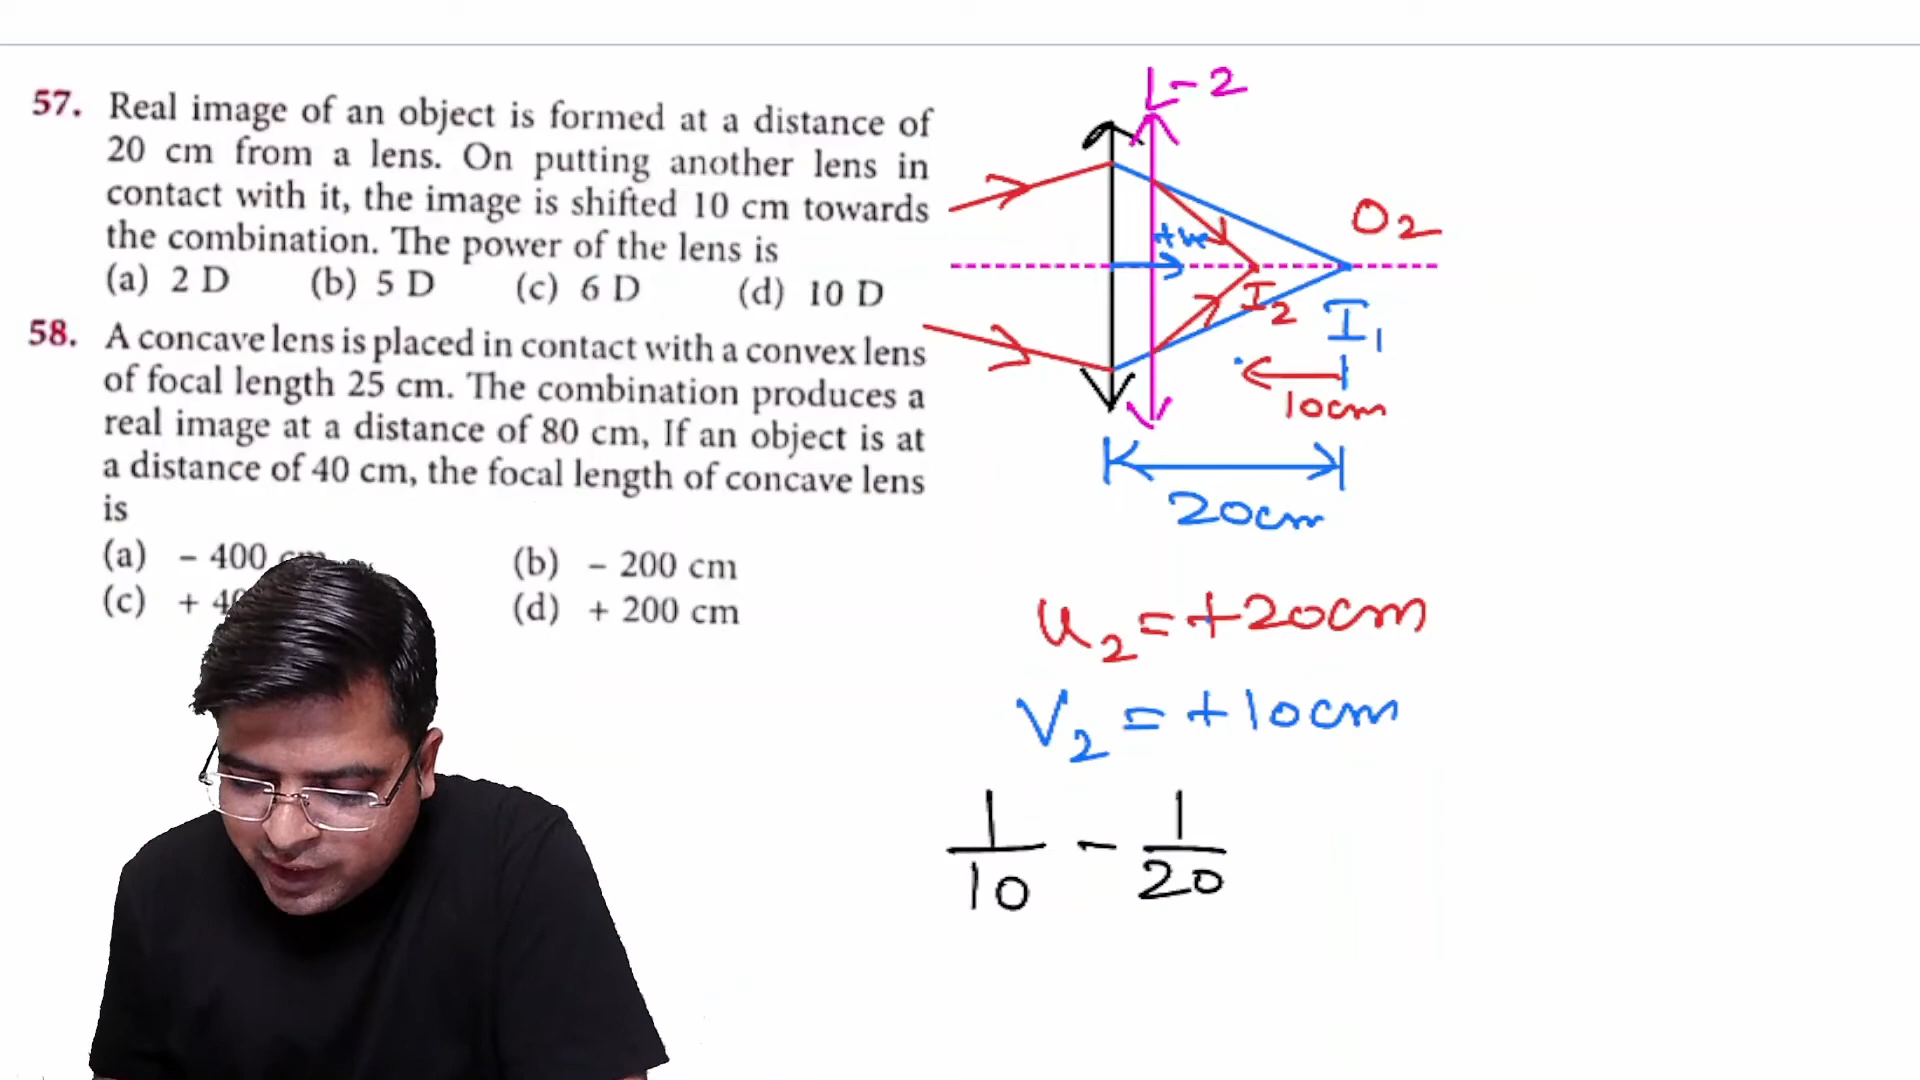 57. Real image of an object is formed at a distance of
20 cm from a lens. On putting another lens in
contact with it, the image is shifted 10 cm towards
the combination. The power of the lens is
(a) 2 D (b) 5 D (c) 6 D (d) 10 D
58. A concave lens is placed in contact with a convex lens
of focal length 25 cm. The combination produces a
real image at a distance of 80 cm, If an object is at
a distance of 40 cm, the focal length of concave lens
is
(a) – 400 cm (b) – 200 cm
(c) + (d) + 200 cm
L-2
O2
+ve
I2
I1
10cm
20cm
u2 = +20cm
V2 = +10cm
1/10 - 1/20